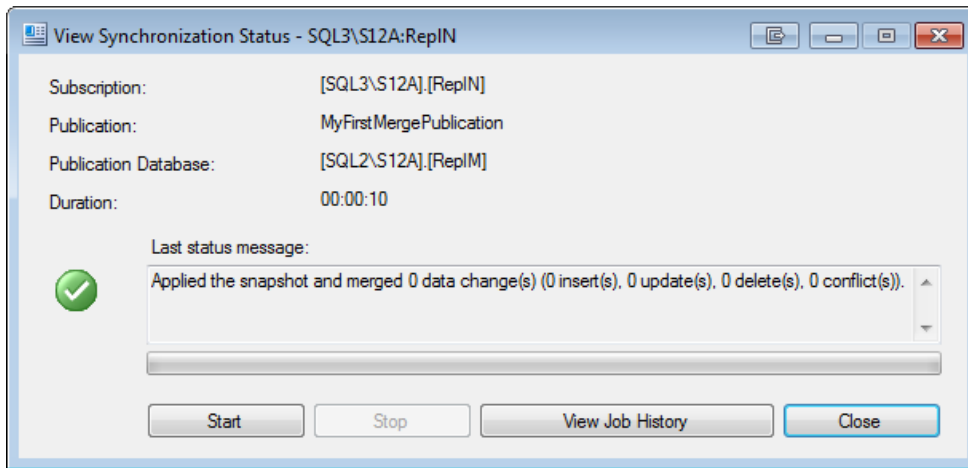 View Synchronization Status - SQL3\S12A:RepIN
Subscription: [SQL3\S12A].[RepIN]
Publication: MyFirstMergePublication
Publication Database: [SQL2\S12A].[RepIM]
Duration: 00:00:10
Last status message:
Applied the snapshot and merged 0 data change(s) (0 insert(s), 0 update(s), 0 delete(s), 0 conflict(s)).
Start Stop View Job History Close